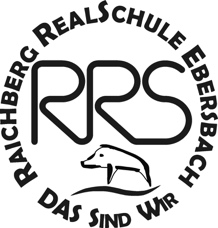 RAICHBERG REALSCHULE EBERSBACH
RRS
DAS SIND WIR